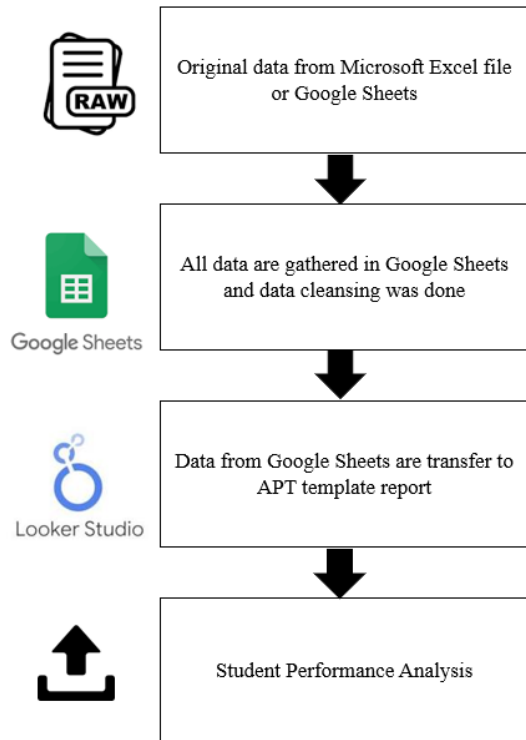 RAW
Original data from Microsoft Excel file
or Google Sheets
Google Sheets
All data are gathered in Google Sheets
and data cleansing was done
Looker Studio
Data from Google Sheets are transfer to
APT template report
Student Performance Analysis